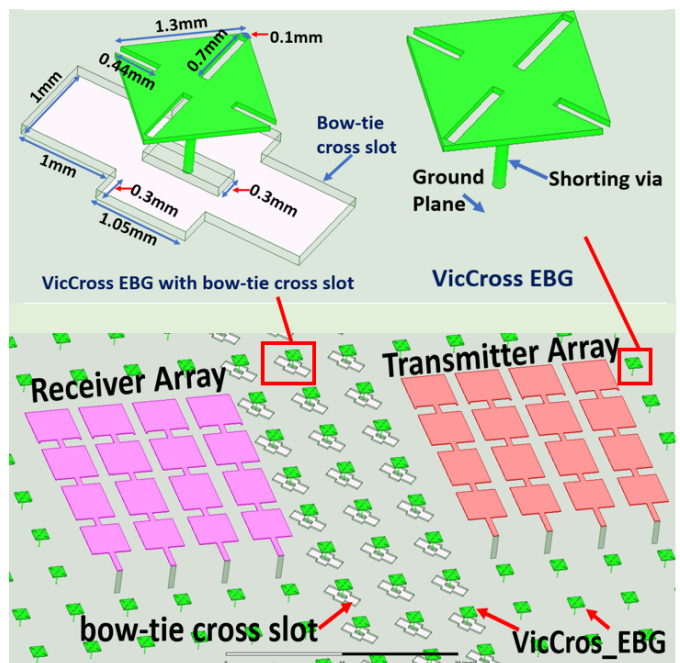 1.3mm
0.1mm
0.7mm
0.44mm
1mm
Bow-tie
cross slot
1mm
0.3mm
0.3mm
1.05mm
Ground
Plane
Shorting via
VicCross EBG with bow-tie cross slot
VicCross EBG
Receiver Array
Transmitter Array
bow-tie cross slot
VicCros_EBG